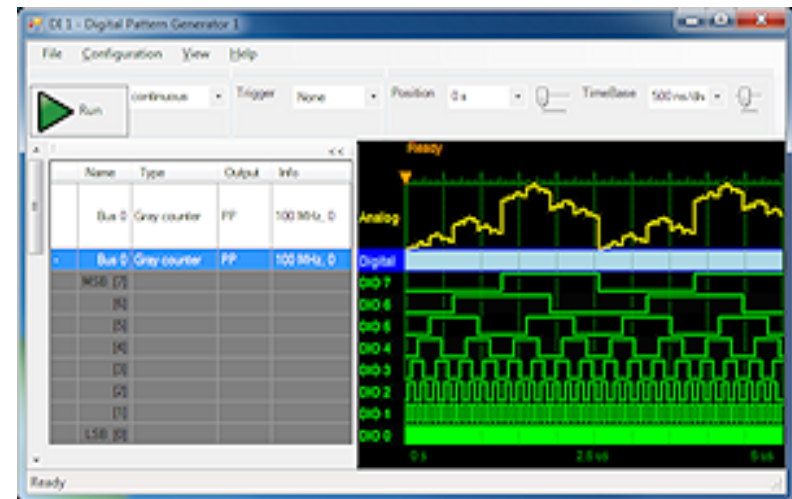 DI 1 - Digital Pattern Generator 1
File Configuration View Help
Run continuous Trigger None Position 0 s TimeBase 500 ns/div
<<
Ready
Name Type Output Info
Bus 0 Gray counter PP 100 MHz, 0
Analog
Bus 0 Gray counter PP 100 MHz, 0
Digital
MSB [7] DIO 7
[6] DIO 6
[5] DIO 5
[4] DIO 4
[3] DIO 3
[2] DIO 2
[1] DIO 1
LSB [0] DIO 0
0 s 2.5 us 5 us
Ready